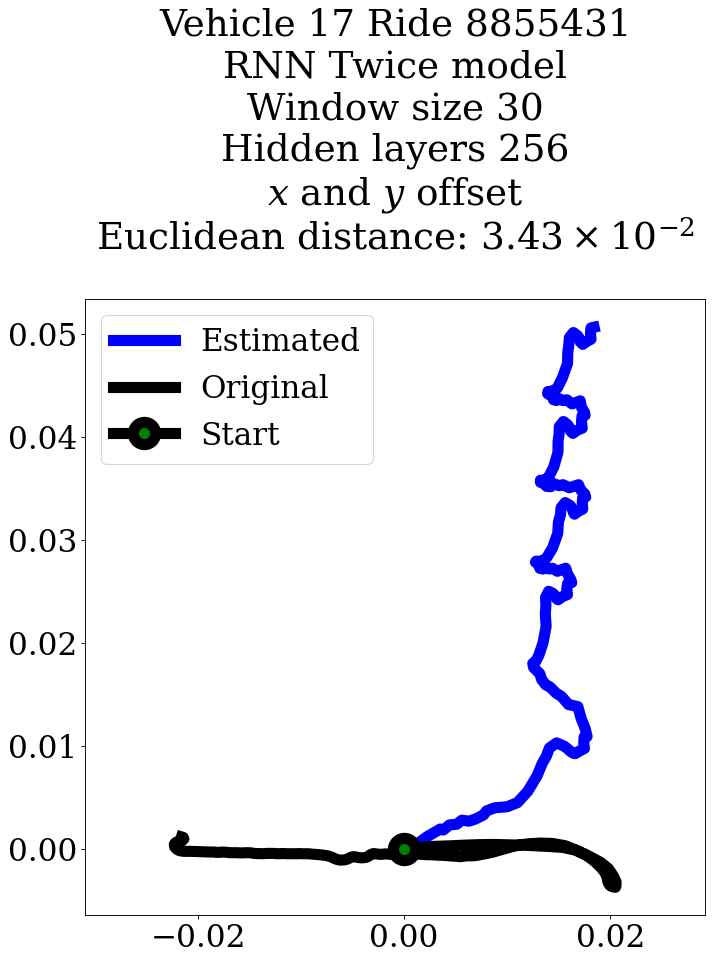 Vehicle 17 Ride 8855431
RNN Twice model
Window size 30
Hidden layers 256
x and y offset
Euclidean distance: 3.43 × 10⁻²
Estimated
Original
Start
0.05
0.04
0.03
0.02
0.01
0.00
−0.02 0.00 0.02